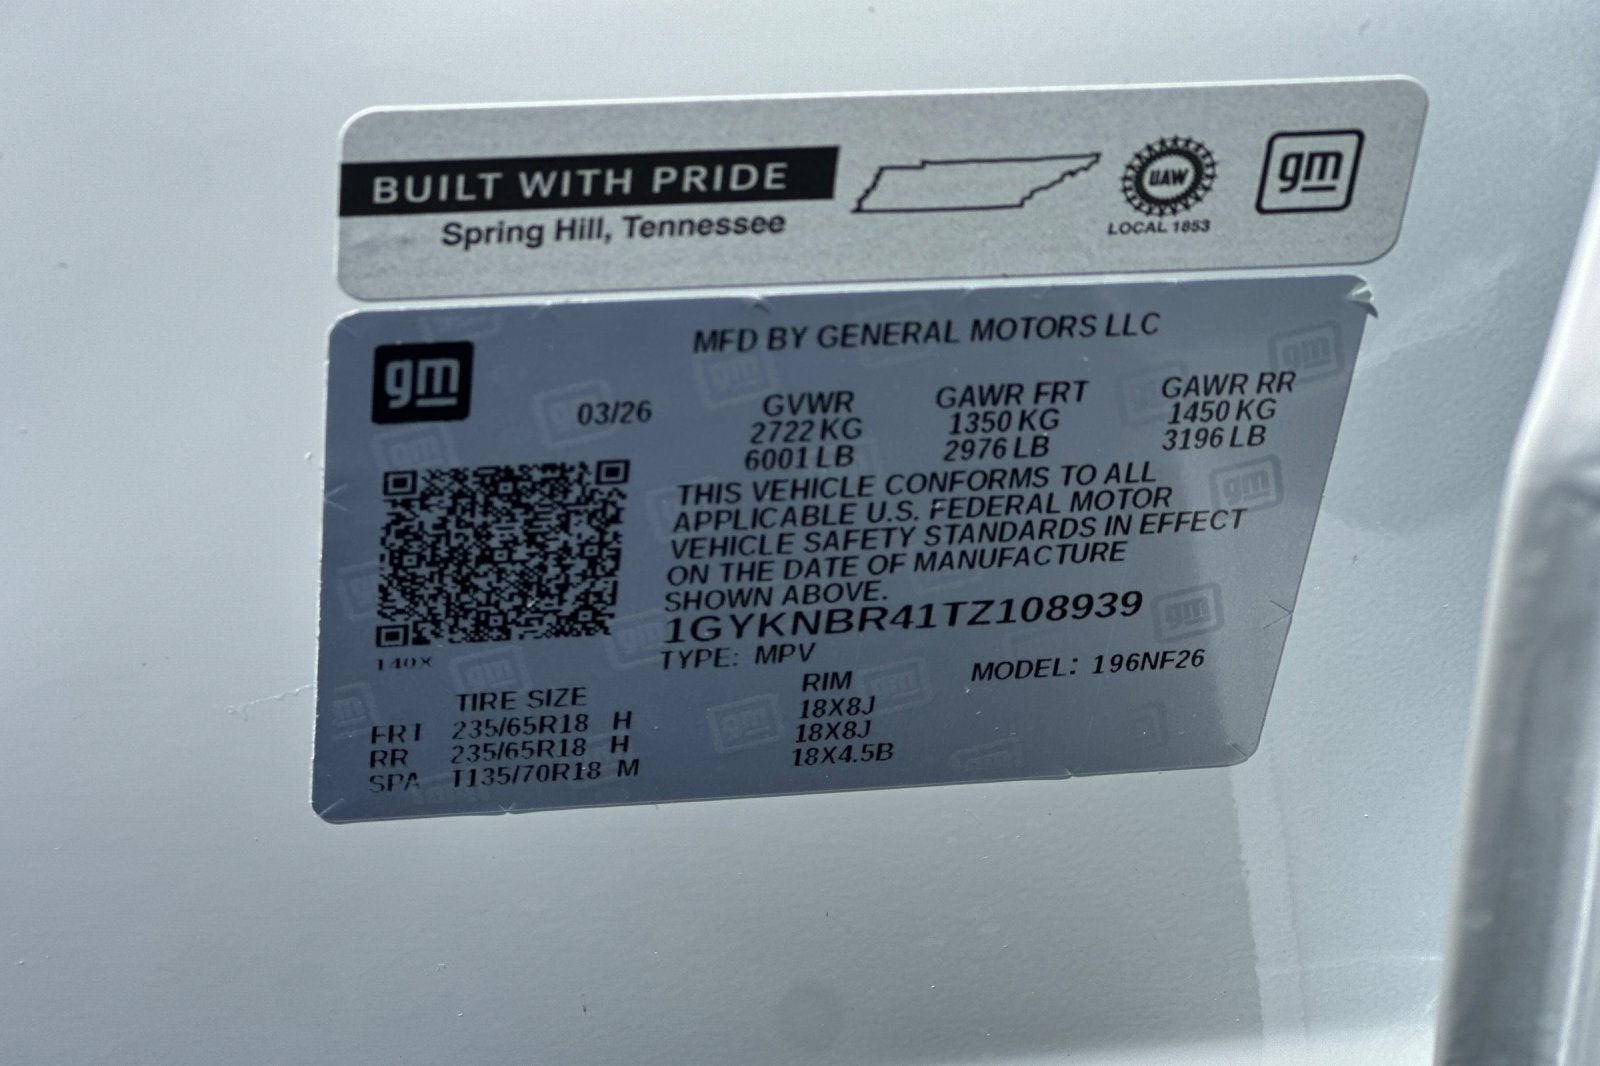 BUILT WITH PRIDE
Spring Hill, Tennessee
UAW
LOCAL 1853
gm
gm
MFD BY GENERAL MOTORS LLC
03/26
GVWR
2722 KG
6001 LB
GAWR FRT
1350 KG
2976 LB
GAWR RR
1450 KG
3196 LB
THIS VEHICLE CONFORMS TO ALL
APPLICABLE U.S. FEDERAL MOTOR
VEHICLE SAFETY STANDARDS IN EFFECT
ON THE DATE OF MANUFACTURE
SHOWN ABOVE.
1GYKNBR41TZ108939
TYPE: MPV
MODEL: 196NF26
140X
TIRE SIZE
RIM
FRT 235/65R18 H 18X8J
RR 235/65R18 H 18X8J
SPA T135/70R18 M 18X4.5B